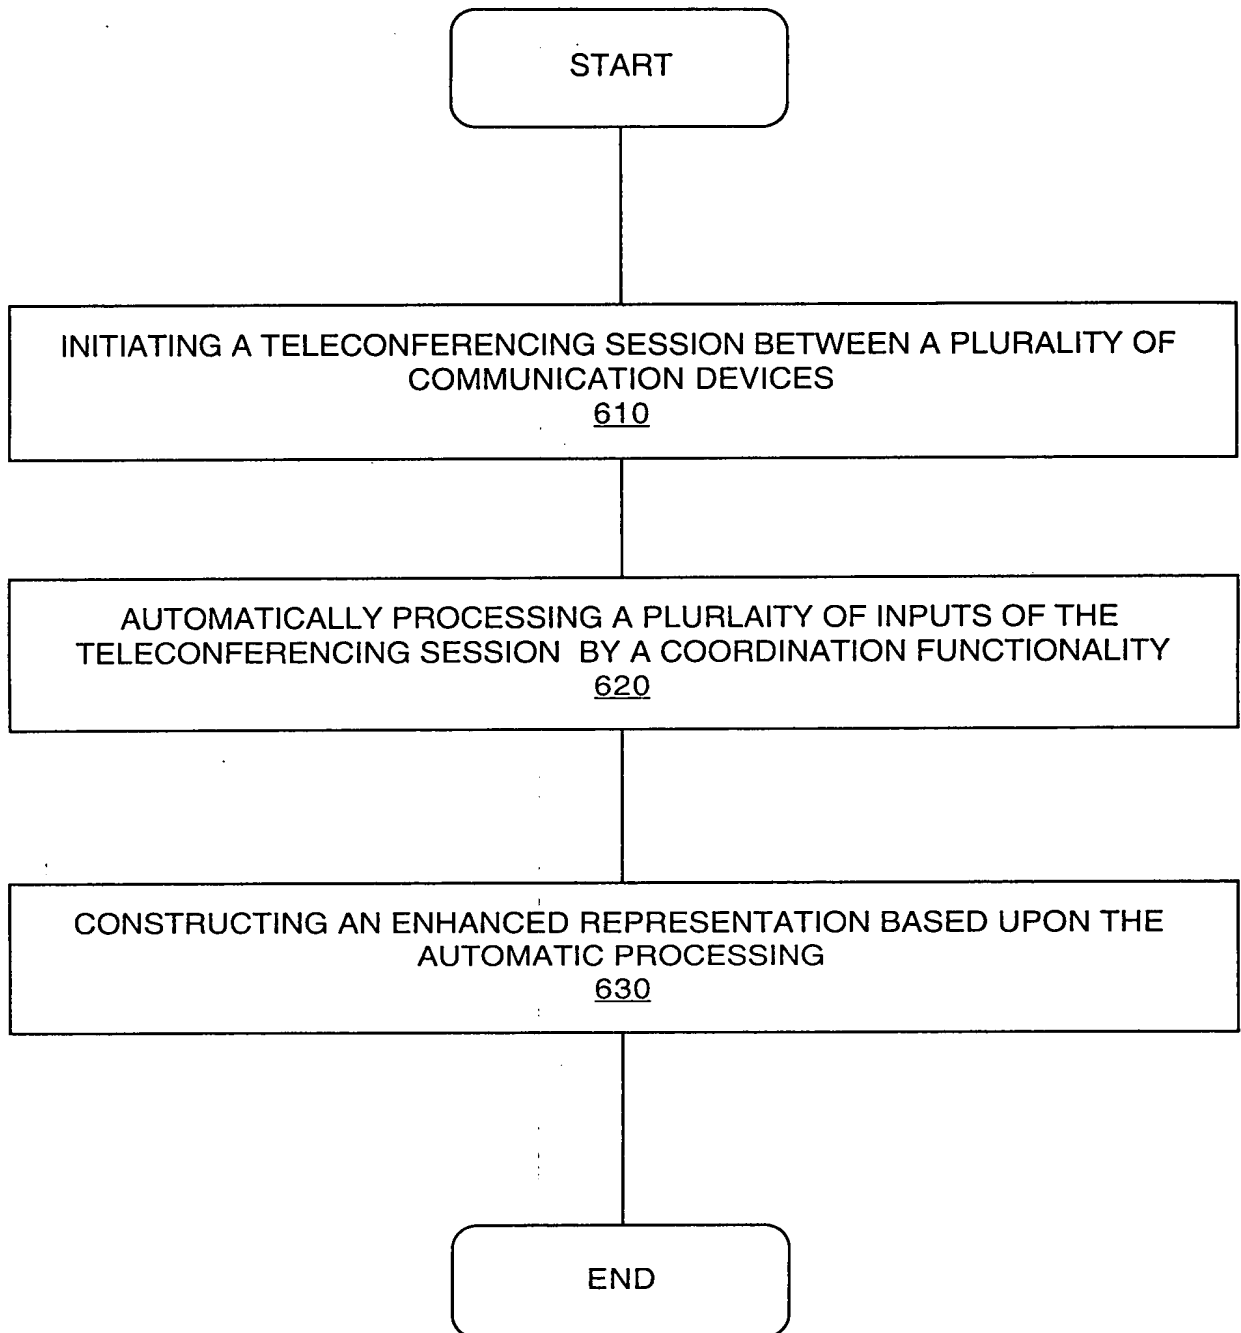 START
INITIATING A TELECONFERENCING SESSION BETWEEN A PLURALITY OF
COMMUNICATION DEVICES
610
AUTOMATICALLY PROCESSING A PLURLAITY OF INPUTS OF THE
TELECONFERENCING SESSION BY A COORDINATION FUNCTIONALITY
620
CONSTRUCTING AN ENHANCED REPRESENTATION BASED UPON THE
AUTOMATIC PROCESSING
630
END